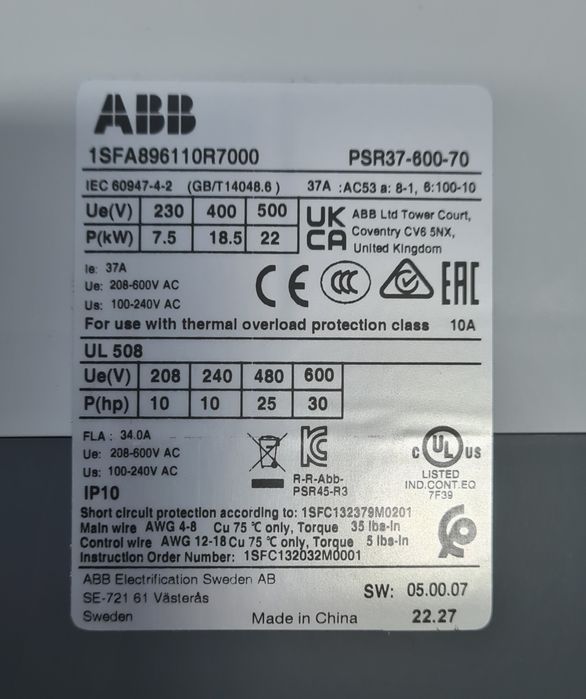 ABB
1SFA896110R7000 PSR37-600-70
IEC 60947-4-2 (GB/T14048.6) 37A :AC53 a: 8-1, 6:100-10
Ue(V) 230 400 500
P(kW) 7.5 18.5 22
UK
CA
ABB Ltd Tower Court,
Coventry CV6 5NX,
United Kingdom
Ie: 37A
Ue: 208-600V AC
Us: 100-240V AC
CE CCC EAC
For use with thermal overload protection class 10A
UL 508
Ue(V) 208 240 480 600
P(hp) 10 10 25 30
FLA: 34.0A
Ue: 208-600V AC
Us: 100-240V AC
IP10
R-R-Abb-
PSR45-R3
C UL US
LISTED
IND.CONT.EQ
7F39
Short circuit protection according to: 1SFC132379M0201
Main wire AWG 4-8 Cu 75 ℃ only, Torque 35 lbs-in
Control wire AWG 12-18 Cu 75 ℃ only, Torque 5 lbs-in
Instruction Order Number: 1SFC132032M0001
ABB Electrification Sweden AB
SE-721 61 Västerås
Sweden
Made in China
SW: 05.00.07
22.27